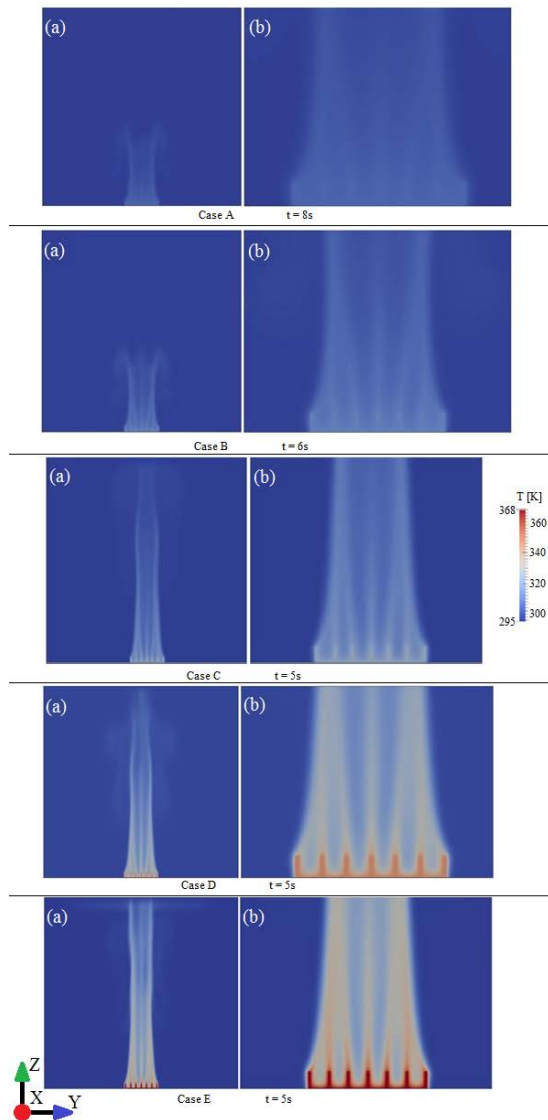 (a) (b)
Case A t = 8s
(a) (b)
Case B t = 6s
(a) (b)
T [K]
368
360
340
320
300
295
Case C t = 5s
(a) (b)
Case D t = 5s
(a) (b)
Z
X
Y
Case E t = 5s